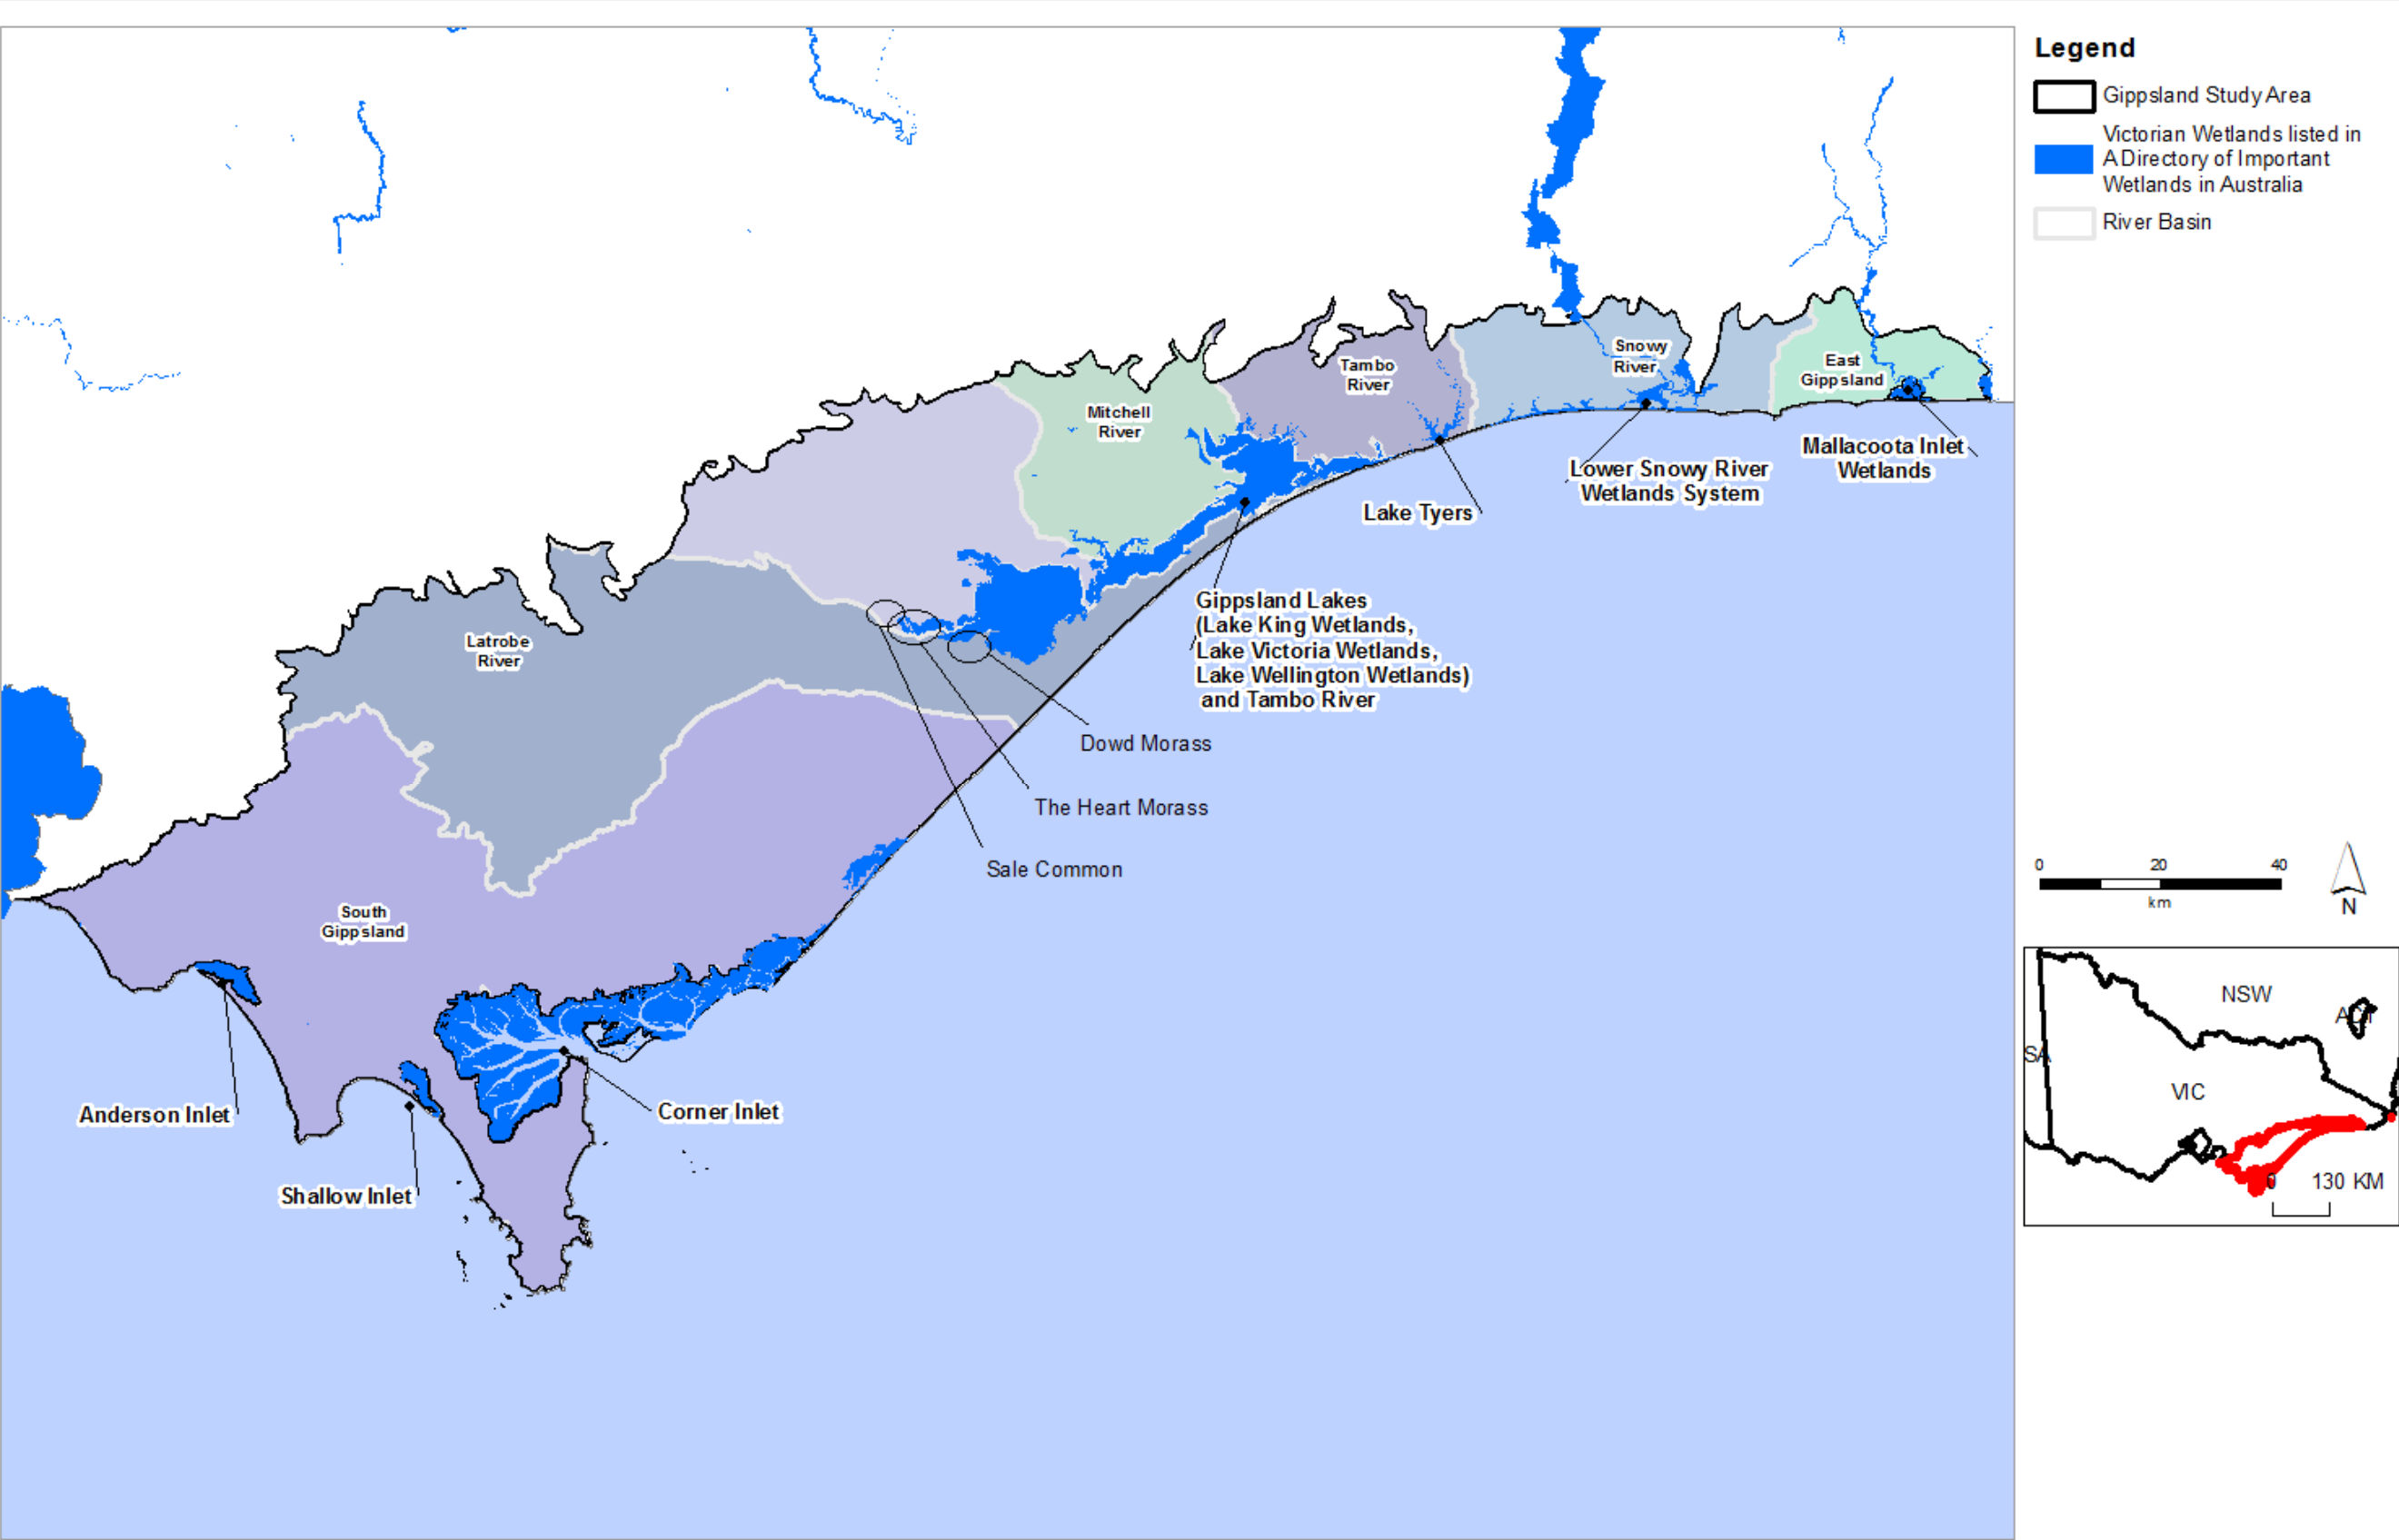 Legend
Gippsland Study Area
Victorian Wetlands listed in
A Directory of Important
Wetlands in Australia
River Basin
Snowy
River
East
Gippsland
Tambo
River
Mitchell
River
Mallacoota Inlet
Wetlands
Lower Snowy River
Wetlands System
Lake Tyers
Gippsland Lakes
(Lake King Wetlands,
Lake Victoria Wetlands,
Lake Wellington Wetlands)
and Tambo River
Latrobe
River
Dowd Morass
The Heart Morass
Sale Common
South
Gippsland
Anderson Inlet
Corner Inlet
Shallow Inlet
0 20 40
km
N
NSW
ACT
SA
VIC
0 130 KM